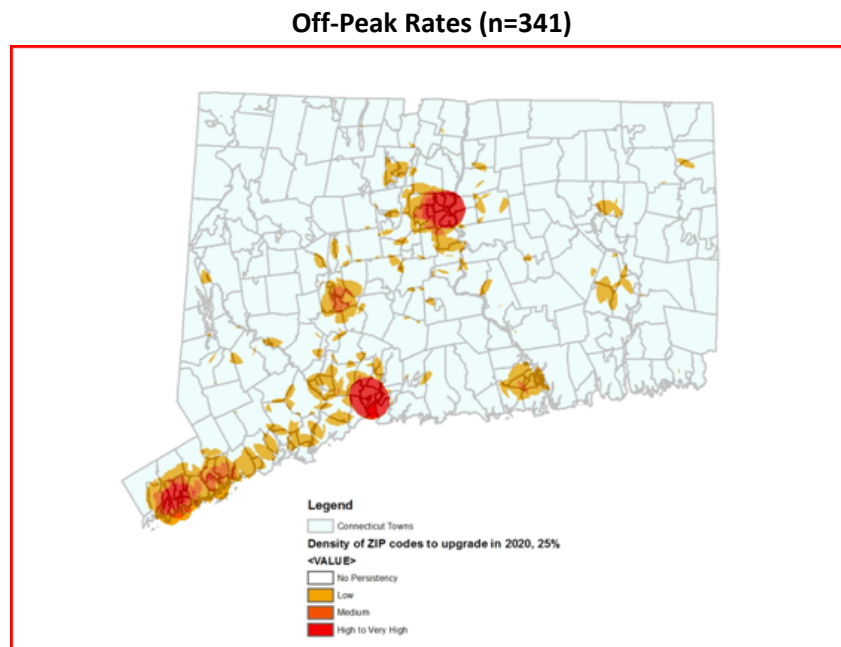 Off-Peak Rates (n=341)
Legend
Connecticut Towns
Density of ZIP codes to upgrade in 2020, 25%
<VALUE>
No Persistency
Low
Medium
High to Very High